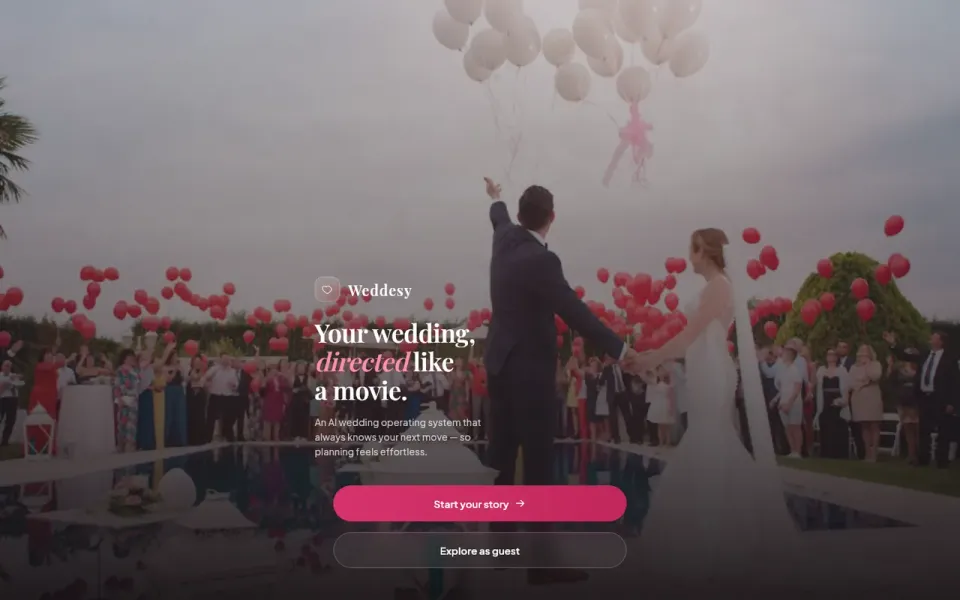 Weddesy
Your wedding,
directed like
a movie.
An AI wedding operating system that
always knows your next move — so
planning feels effortless.
Start your story →
Explore as guest